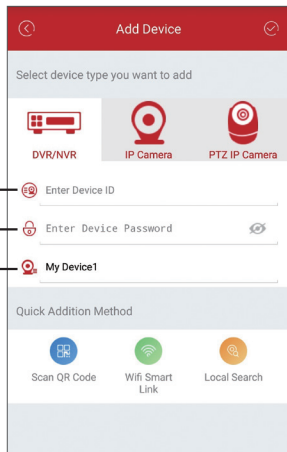 Add Device
Select device type you want to add
DVR/NVR IP Camera PTZ IP Camera
Enter Device ID
Enter Device Password
My Device1
Quick Addition Method
Scan QR Code Wifi Smart Local Search
Link